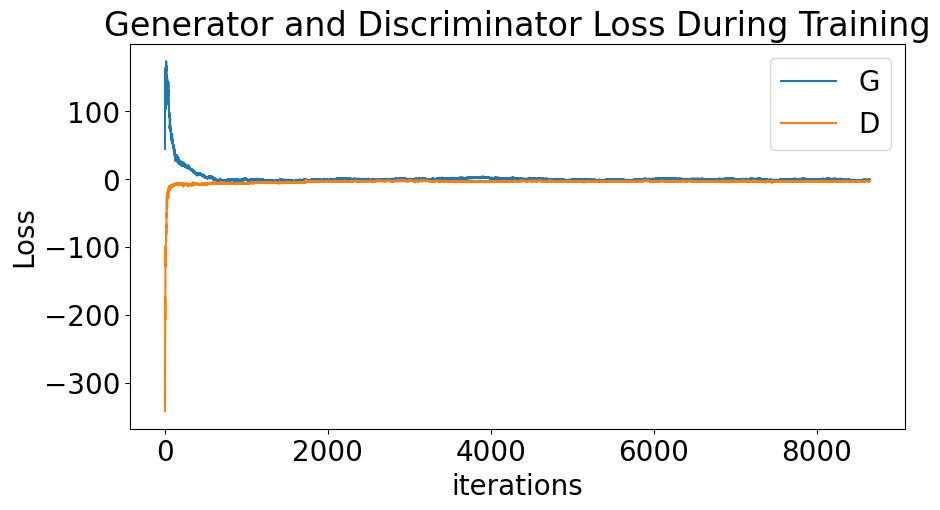 Generator and Discriminator Loss During Training
G
D
100
0
−100
−200
−300
Loss
0 2000 4000 6000 8000
iterations